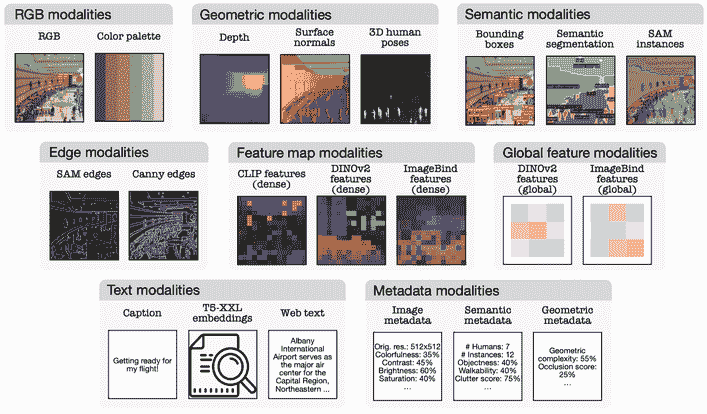 RGB modalities
RGB
Color palette
Geometric modalities
Depth
Surface
normals
3D human
poses
Semantic modalities
Bounding
boxes
Semantic
segmentation
SAM
instances
Edge modalities
SAM edges
Canny edges
Feature map modalities
CLIP features
(dense)
DINOv2
features
(dense)
ImageBind
features
(dense)
Global feature modalities
DINOv2
features
(global)
ImageBind
features
(global)
Text modalities
Caption
Getting ready for
my flight!
T5-XXL
embeddings
Web text
Albany
International
Airport serves as
the major air
center for the
Capital Region,
Northeastern ...
Metadata modalities
Image
metadata
Orig. res.: 512x512
Colorfulness: 35%
Contrast: 45%
Brightness: 60%
Saturation: 40%
...
Semantic
metadata
# Humans: 7
# Instances: 12
Objectness: 40%
Walkability: 40%
Clutter score: 75%
...
Geometric
metadata
Geometric
complexity: 55%
Occlusion score:
25%
...